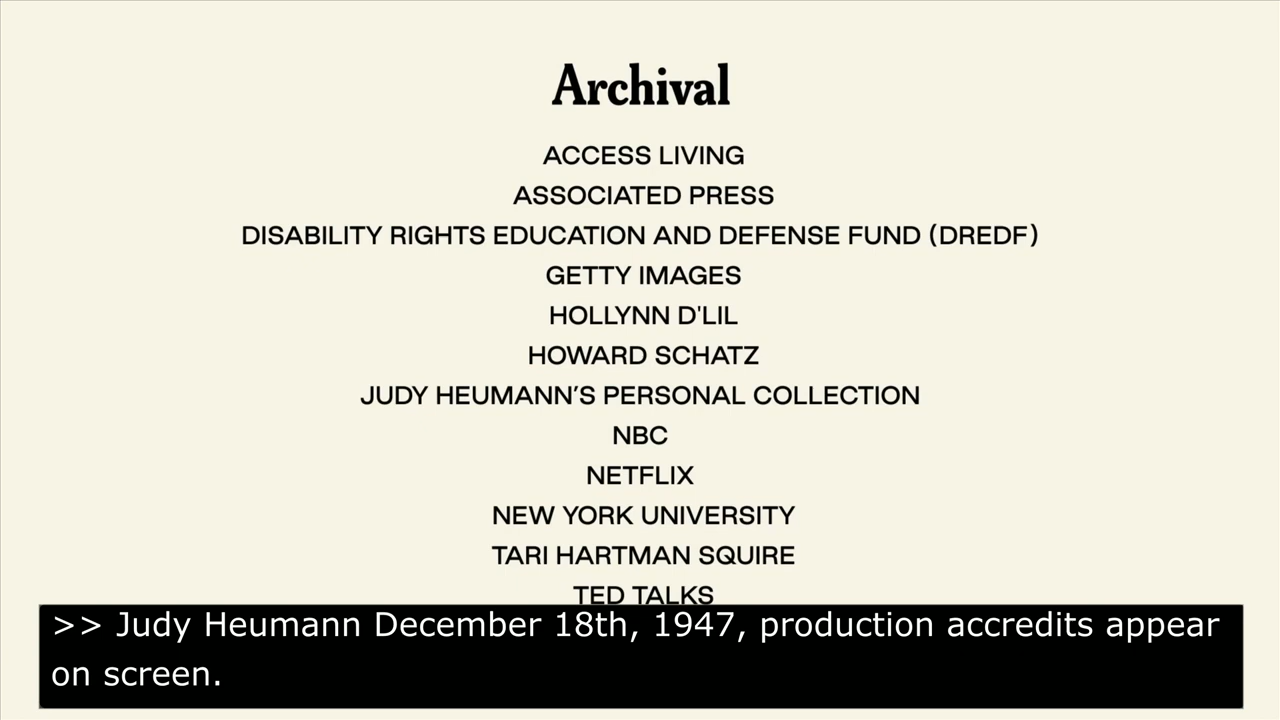 Archival
ACCESS LIVING
ASSOCIATED PRESS
DISABILITY RIGHTS EDUCATION AND DEFENSE FUND (DREDF)
GETTY IMAGES
HOLLYNN D'LIL
HOWARD SCHATZ
JUDY HEUMANN’S PERSONAL COLLECTION
NBC
NETFLIX
NEW YORK UNIVERSITY
TARI HARTMAN SQUIRE
TED TALKS
>> Judy Heumann December 18th, 1947, production accredits appear
on screen.